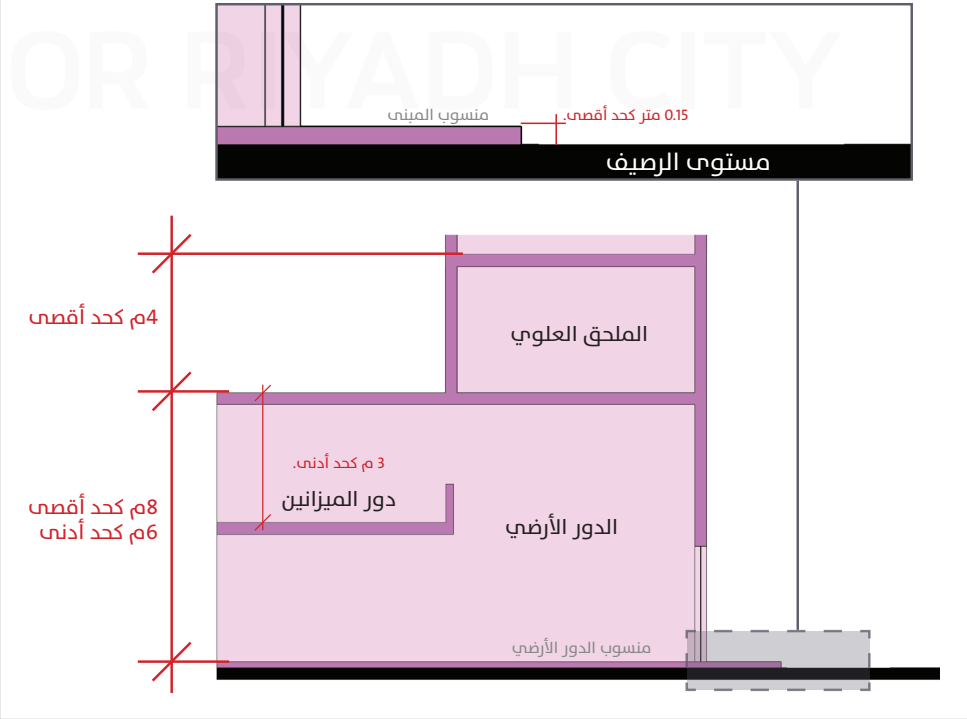 OR RIYADH CITY
منسوب المبنى
0.15 متر كحد أقصى.
مستوى الرصيف
4م كحد أقصى
الملحق العلوي
3 م كحد أدنى.
دور الميزانين
8م كحد أقصى
6م كحد أدنى
الدور الأرضي
منسوب الدور الأرضي